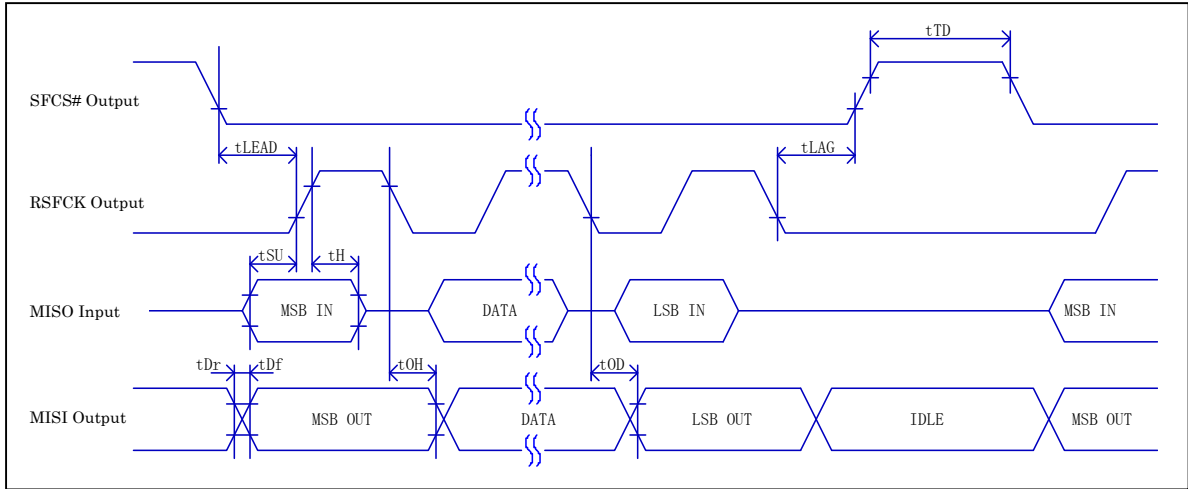 tTD
SFCS# Output
tLEAD
tLAG
RSFCK Output
tSU
tH
MISO Input
MSB IN
DATA
LSB IN
MSB IN
tDr
tDf
tOH
tOD
MISI Output
MSB OUT
DATA
LSB OUT
IDLE
MSB OUT